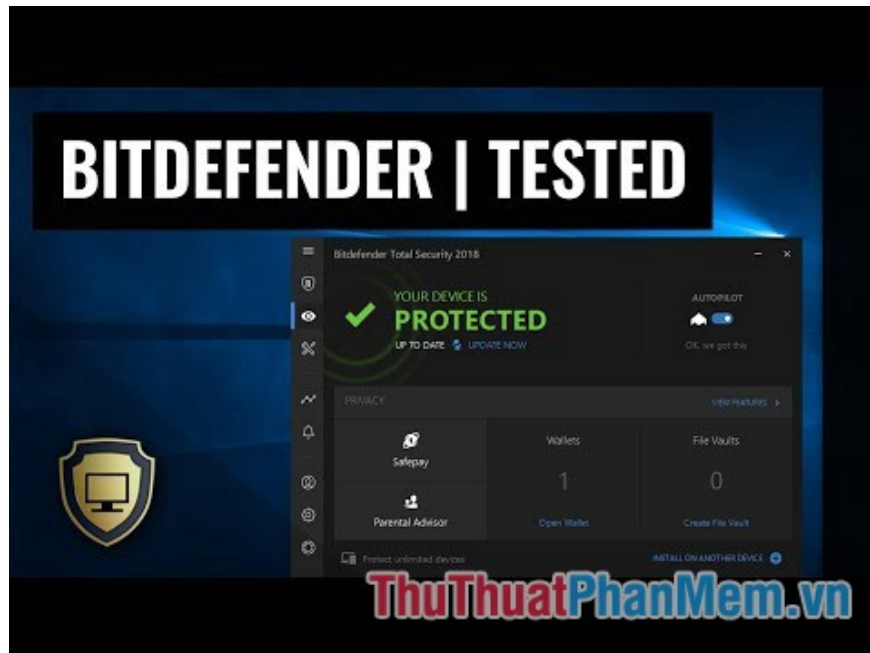 BITDEFENDER | TESTED
Bitdefender Total Security 2018
YOUR DEVICE IS
PROTECTED
UP TO DATE UPDATE NOW
AUTOPILOT
OK, we got this
PRIVACY
VIEW FEATURES
Safepay
Parental Advisor
Wallets
1
Open Wallet
File Vaults
0
Create File Vault
Protect unlimited devices
INSTALL ON ANOTHER DEVICE
ThuThuatPhanMem.vn